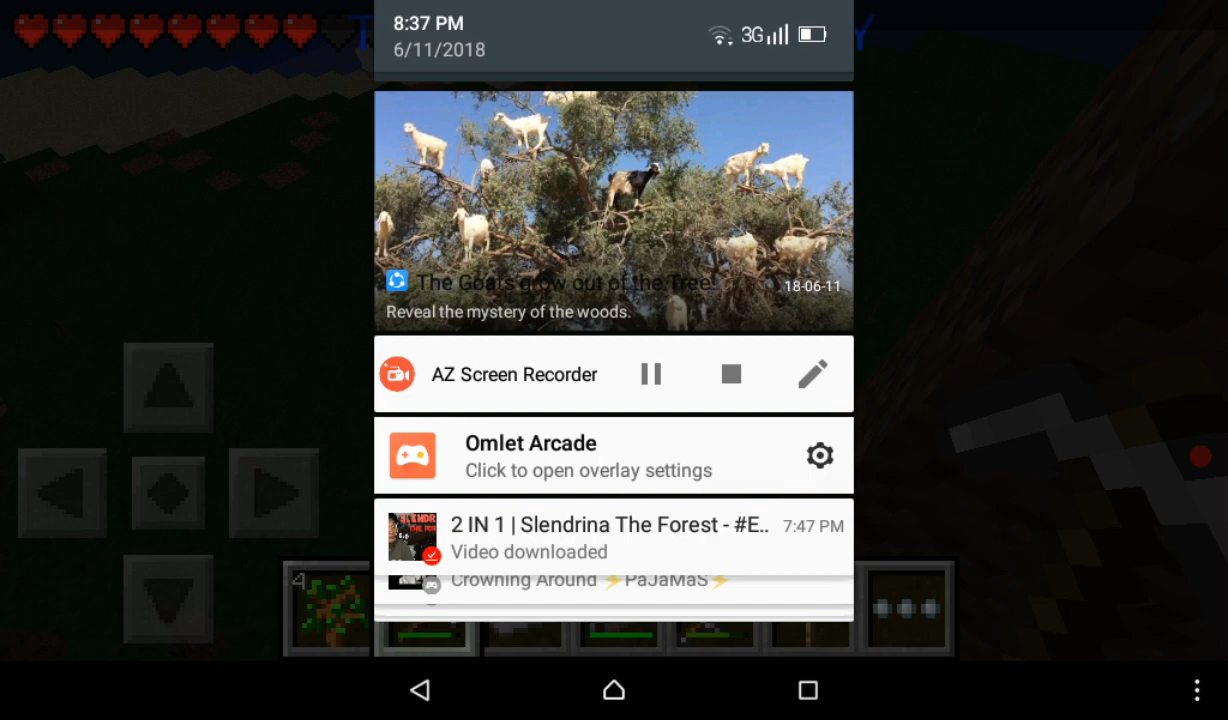 8:37 PM
6/11/2018
3G
The Goats grow out of the Tree!
18-06-11
Reveal the mystery of the woods.
AZ Screen Recorder
Omlet Arcade
Click to open overlay settings
2 IN 1 | Slendrina The Forest - #E..
7:47 PM
Video downloaded
Crowning Around ⚡PaJaMaS⚡
4